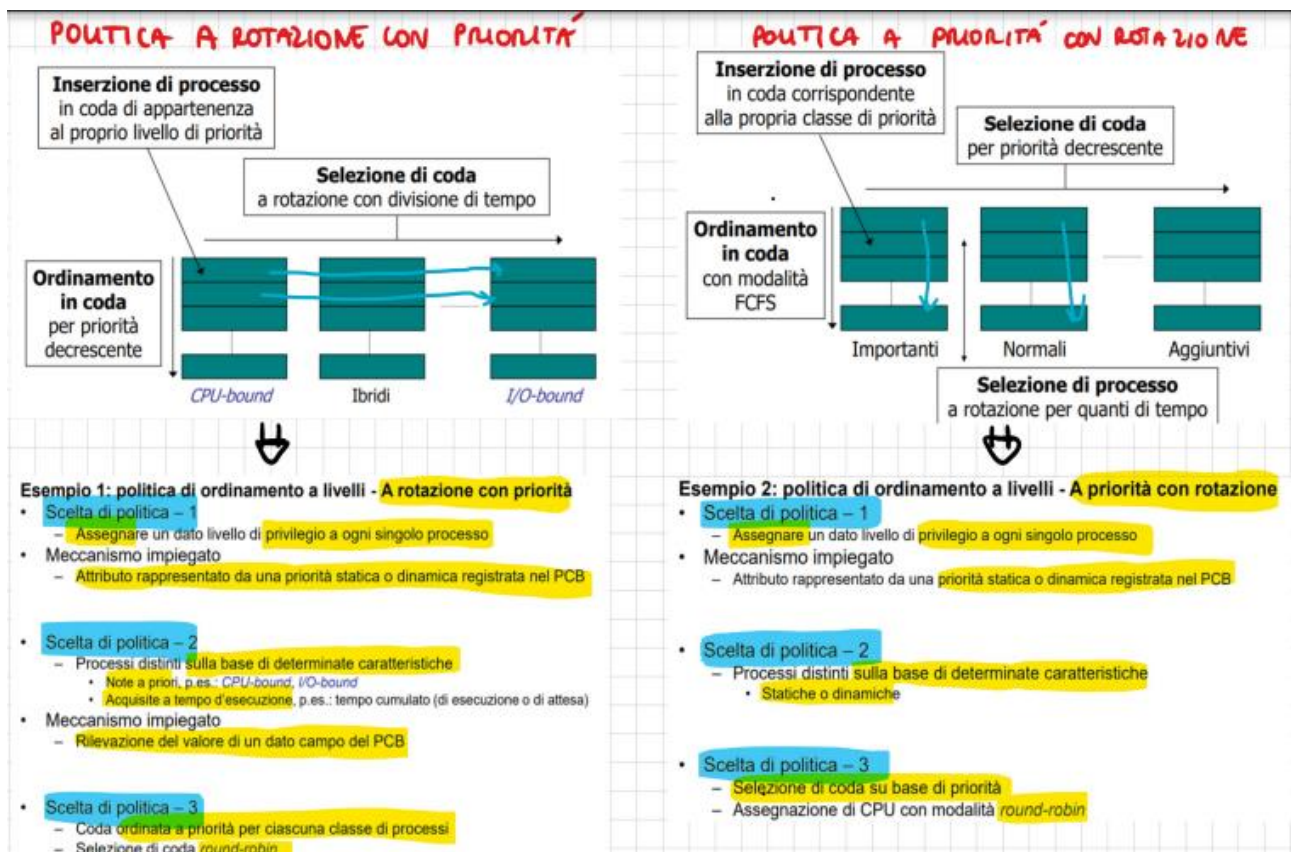 POLITICA A ROTAZIONE CON PRIORITÁ
Inserzione di processo
in coda di appartenenza
al proprio livello di priorità
Selezione di coda
a rotazione con divisione di tempo
Ordinamento
in coda
per priorità
decrescente
CPU-bound
Ibridi
I/O-bound
Esempio 1: politica di ordinamento a livelli - A rotazione con priorità
• Scelta di politica – 1
– Assegnare un dato livello di privilegio a ogni singolo processo
• Meccanismo impiegato
– Attributo rappresentato da una priorità statica o dinamica registrata nel PCB
• Scelta di politica – 2
– Processi distinti sulla base di determinate caratteristiche
• Note a priori, p.es.: CPU-bound, I/O-bound
• Acquisite a tempo d'esecuzione, p.es.: tempo cumulato (di esecuzione o di attesa)
• Meccanismo impiegato
– Rilevazione del valore di un dato campo del PCB
• Scelta di politica – 3
– Coda ordinata a priorità per ciascuna classe di processi
– Selezione di coda round-robin
POLITICA A PRIORITÁ CON ROTAZIONE
Inserzione di processo
in coda corrispondente
alla propria classe di priorità
Selezione di coda
per priorità decrescente
Ordinamento
in coda
con modalità
FCFS
Importanti
Normali
Aggiuntivi
Selezione di processo
a rotazione per quanti di tempo
Esempio 2: politica di ordinamento a livelli - A priorità con rotazione
• Scelta di politica – 1
– Assegnare un dato livello di privilegio a ogni singolo processo
• Meccanismo impiegato
– Attributo rappresentato da una priorità statica o dinamica registrata nel PCB
• Scelta di politica – 2
– Processi distinti sulla base di determinate caratteristiche
• Statiche o dinamiche
• Scelta di politica – 3
– Selezione di coda su base di priorità
– Assegnazione di CPU con modalità round-robin